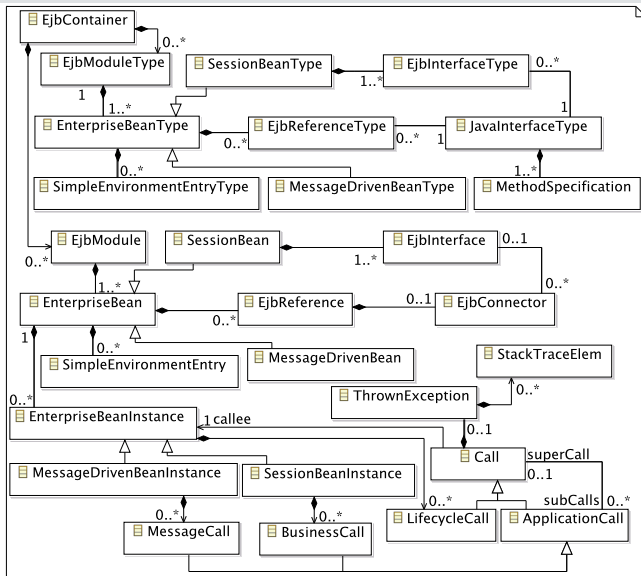 EjbContainer
0..*
EjbModuleType
SessionBeanType
EjbInterfaceType
0..*
1..*
1
1..*
1
EnterpriseBeanType
EjbReferenceType
JavaInterfaceType
0..*
0..*
1
0..*
1..*
SimpleEnvironmentEntryType
MessageDrivenBeanType
MethodSpecification
EjbModule
SessionBean
EjbInterface
0..1
0..*
1..*
1..*
0..*
EnterpriseBean
EjbReference
EjbConnector
0..1
0..*
1
0..*
SimpleEnvironmentEntry
MessageDrivenBean
StackTraceElem
0..*
ThrownException
0..*
EnterpriseBeanInstance
1
callee
0..1
Call
superCall
0..1
MessageDrivenBeanInstance
SessionBeanInstance
0..*
subCalls
0..*
0..*
0..*
LifecycleCall
ApplicationCall
MessageCall
BusinessCall